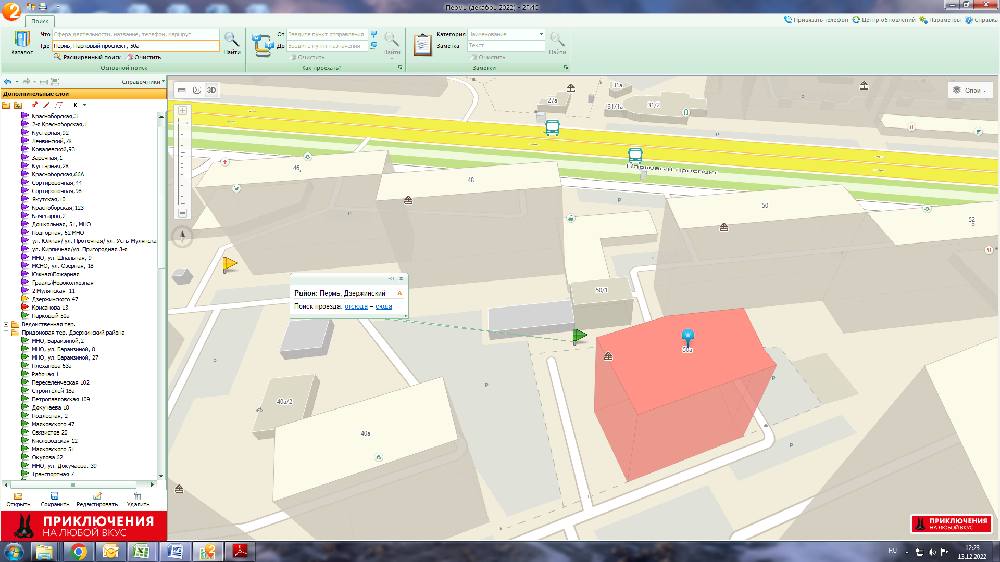 Пермь (декабрь 2022) - 2ГИС
Поиск
Привязать телефон
Центр обновлений
Параметры
Справка
Каталог
Что
Сфера деятельности, название, телефон, маршрут
Где
Пермь, Парковый проспект, 50а
Расширенный поиск
Очистить
Найти
Основной поиск
От
Введите пункт отправления
До
Введите пункт назначения
Очистить
Найти
Как проехать?
Категория
Наименование
Заметка
Текст
Очистить
Найти
Заметки
Справочники
Дополнительные слои
Красноборская,3
2-я Красноборская,1
Кустарная,92
Ленвинский,78
Ковалевской,93
Заречная,1
Кустарная,28
Красноборская,66А
Сортировочная,44
Сортировочная,98
Якутская,10
Красноборская,123
Качегаров,2
Дошкольная, 51, МНО
Подгорная, 62 МНО
ул. Южная/ ул. Проточная/ ул. Усть-Мулянска
ул. Кирпичная/ул. Пригородная 3-я
МНО, ул. Шпальная, 9
МСНО, ул. Озерная, 18
Южная\Пожарная
Грааль\Новоколхозная
2 Мулянская 11
Дзержинского 47
Крисанова 13
Парковый 50а
Ведомственная тер.
Придомовая тер. Дзержинский района
МНО, Барамзиной,2
МНО, ул. Барамзиной, 8
МНО, ул. Барамзиной, 27
Плеханова 63а
Рабочая 1
Переселенческая 102
Строителей 18а
Петропавловская 109
Докучаева 18
Подлесная, 2
Маяковского 47
Связистов 20
Кисловодская 12
Маяковского 51
Окулова 62
МНО, ул. Докучаева. 39
Транспортная 7
Открыть
Сохранить
Редактировать
Удалить
ПРИКЛЮЧЕНИЯ
НА ЛЮБОЙ ВКУС
3D
Слои
27а
31а
31/1а
31/2
Парковый проспект
46
48
50
52
50/1
50а
40а/2
40а
P
P
P
P
P
P
P
P
P
P
P
P
P
Район: Пермь, Дзержинский
Поиск проезда: отсюда – сюда
ПРИКЛЮЧЕНИЯ
НА ЛЮБОЙ ВКУС
RU
12:23
13.12.2022